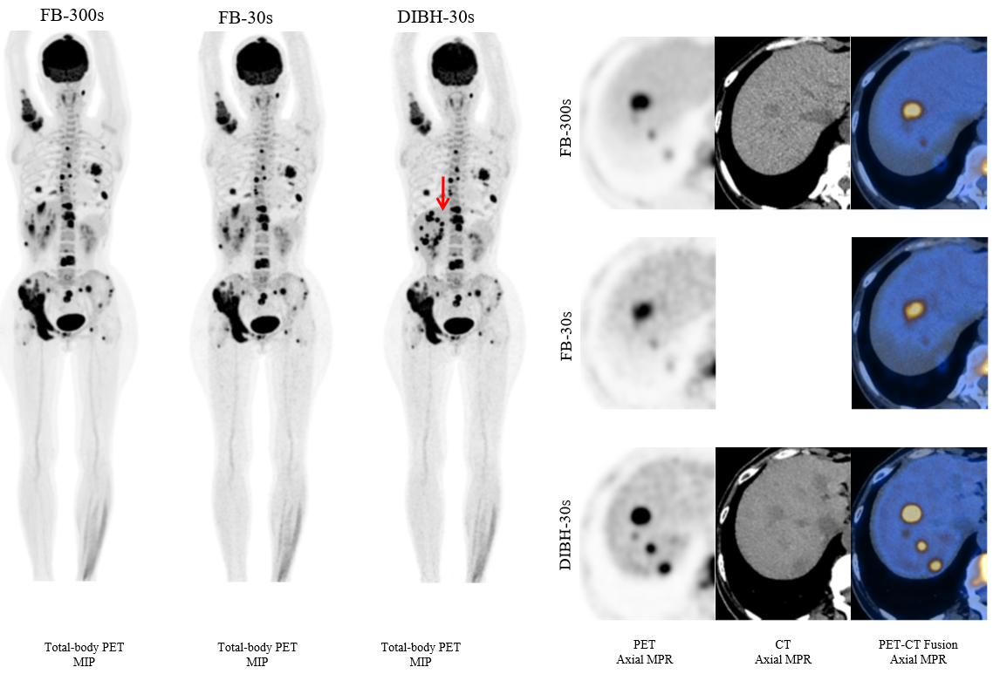 FB-300s
FB-30s
DIBH-30s
FB-300s
FB-30s
DIBH-30s
Total-body PET
MIP
Total-body PET
MIP
Total-body PET
MIP
PET
Axial MPR
CT
Axial MPR
PET-CT Fusion
Axial MPR